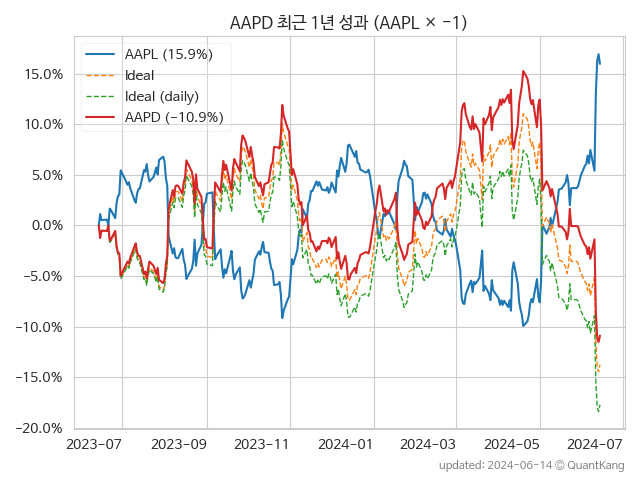 AAPD 최근 1년 성과 (AAPL × −1)
AAPL (15.9%)
Ideal
Ideal (daily)
AAPD (−10.9%)
15.0%
10.0%
5.0%
0.0%
−5.0%
−10.0%
−15.0%
−20.0%
2023-07 2023-09 2023-11 2024-01 2024-03 2024-05 2024-07
updated: 2024-06-14 © QuantKang